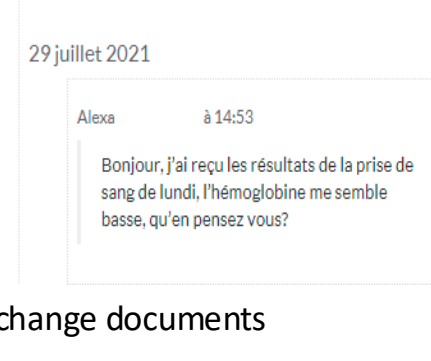 29 juillet 2021
Alexa à 14:53
Bonjour, j'ai reçu les résultats de la prise de
sang de lundi, l'hémoglobine me semble
basse, qu'en pensez vous?
change documents